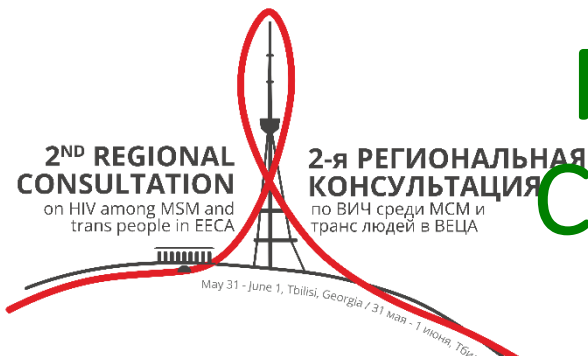 2ND REGIONAL
CONSULTATION
on HIV among MSM and
trans people in EECA
2-я РЕГИОНАЛЬНАЯ
КОНСУЛЬТАЦИЯ
по ВИЧ среди МСМ и
транс людей в ВЕЦА
May 31 - June 1, Tbilisi, Georgia / 31 мая - 1 июня,